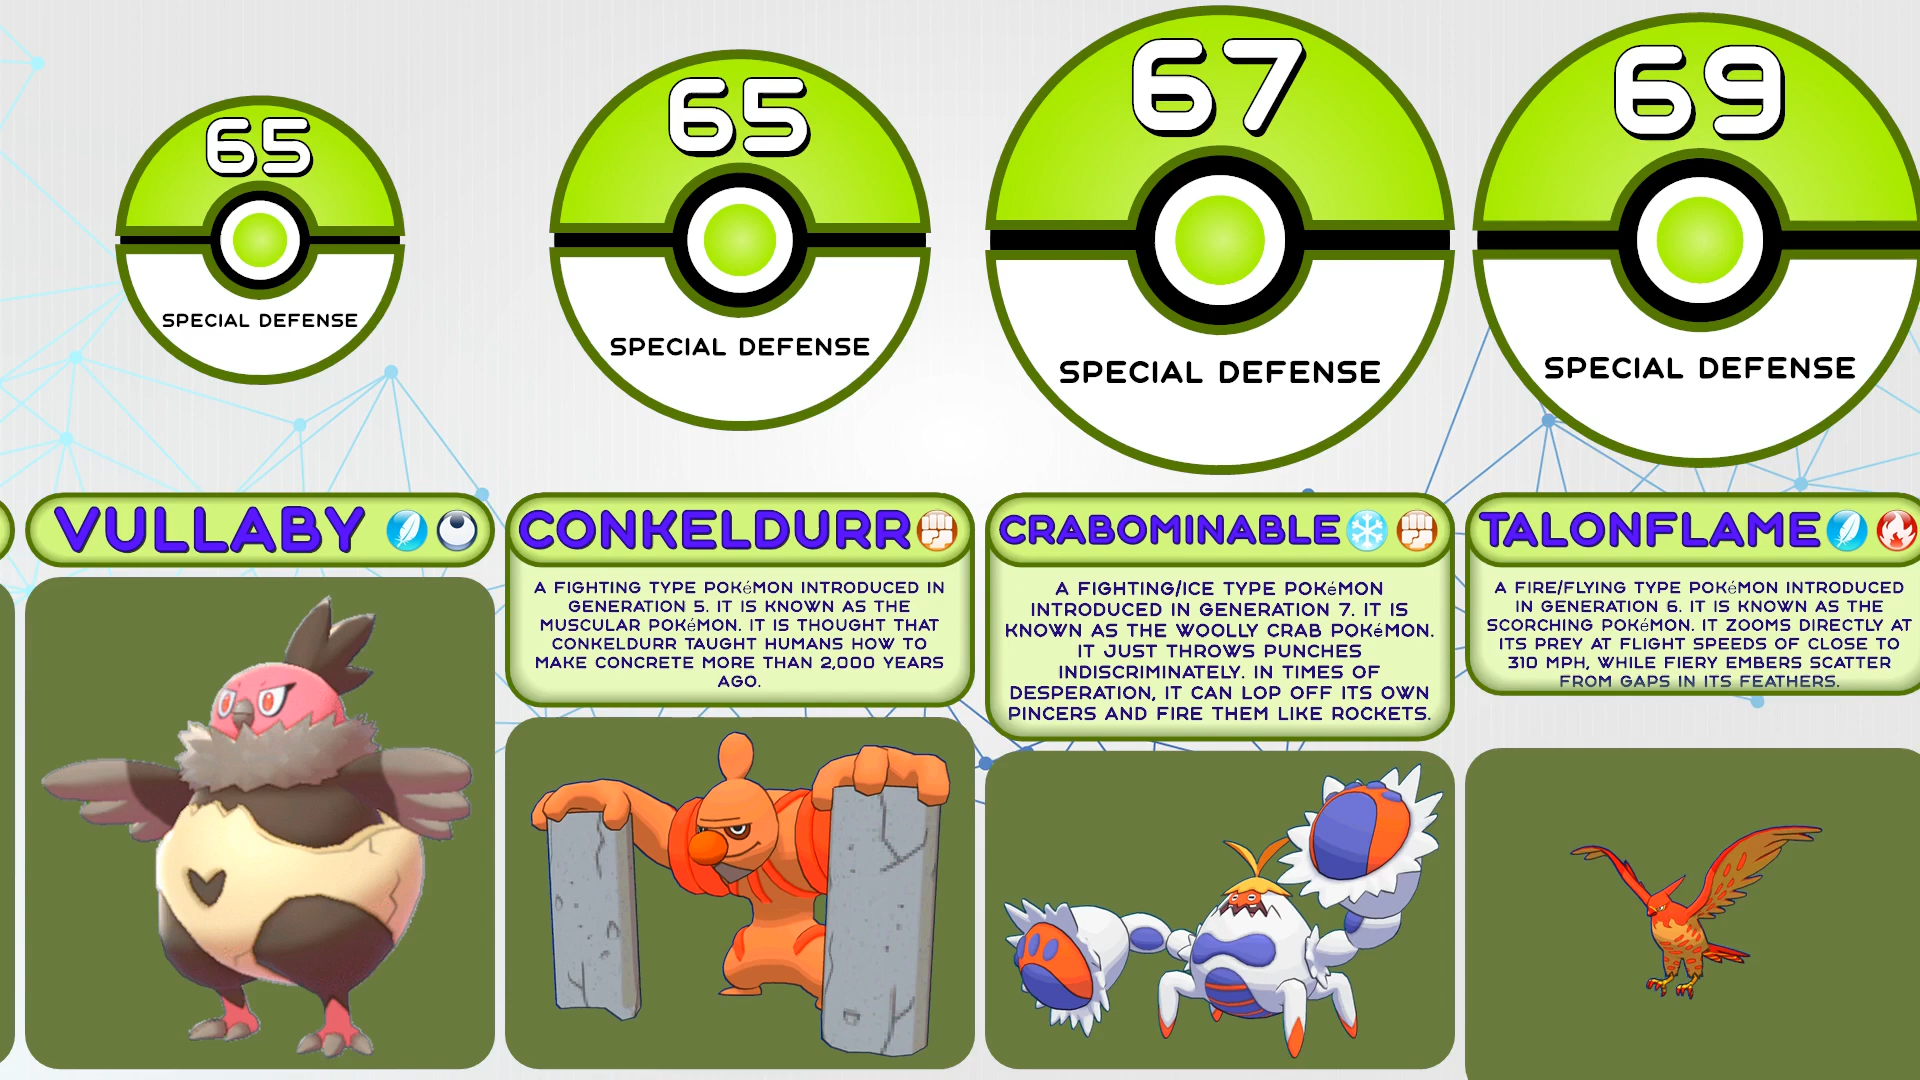 65
SPECIAL DEFENSE
VULLABY
65
SPECIAL DEFENSE
CONKELDURR
A FIGHTING TYPE POKéMON INTRODUCED IN
GENERATION 5. IT IS KNOWN AS THE
MUSCULAR POKéMON. IT IS THOUGHT THAT
CONKELDURR TAUGHT HUMANS HOW TO
MAKE CONCRETE MORE THAN 2,000 YEARS
AGO.
67
SPECIAL DEFENSE
CRABOMINABLE
A FIGHTING/ICE TYPE POKéMON
INTRODUCED IN GENERATION 7. IT IS
KNOWN AS THE WOOLLY CRAB POKéMON.
IT JUST THROWS PUNCHES
INDISCRIMINATELY. IN TIMES OF
DESPERATION, IT CAN LOP OFF ITS OWN
PINCERS AND FIRE THEM LIKE ROCKETS.
69
SPECIAL DEFENSE
TALONFLAME
A FIRE/FLYING TYPE POKéMON INTRODUCED
IN GENERATION 6. IT IS KNOWN AS THE
SCORCHING POKéMON. IT ZOOMS DIRECTLY AT
ITS PREY AT FLIGHT SPEEDS OF CLOSE TO
310 MPH, WHILE FIERY EMBERS SCATTER
FROM GAPS IN ITS FEATHERS.